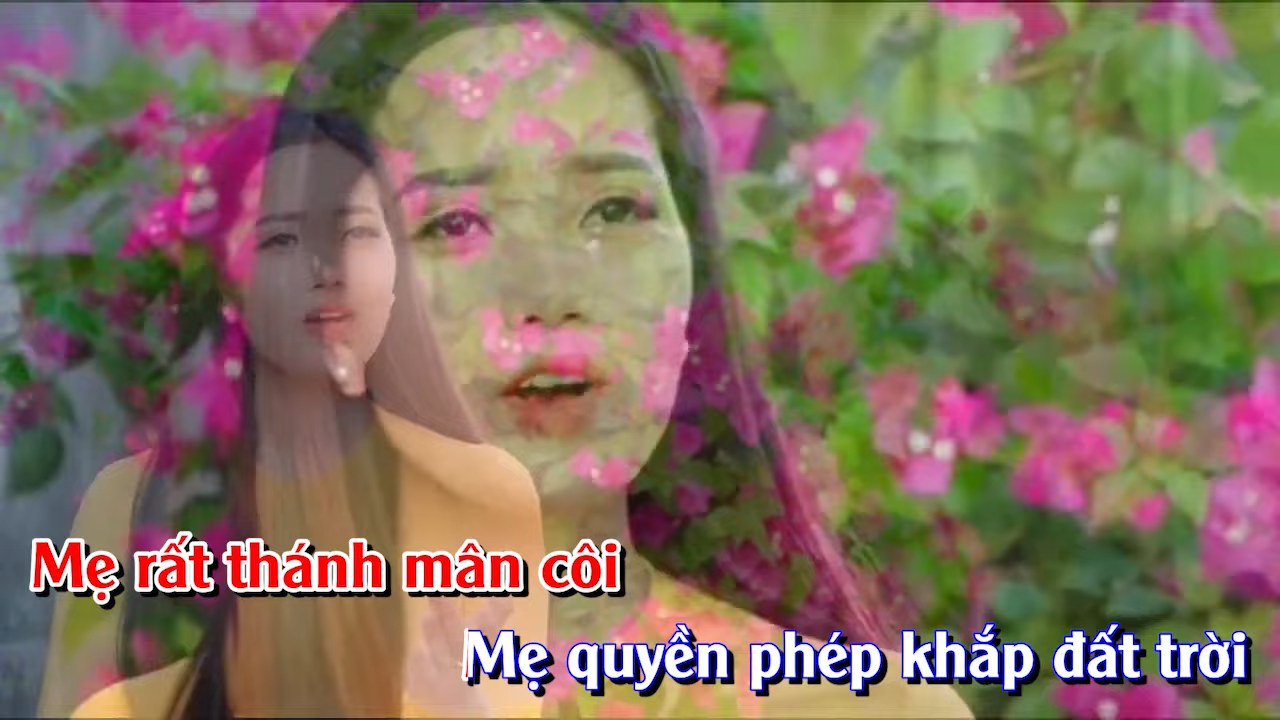 Mẹ rất thánh mân côi
Mẹ quyền phép khắp đất trời